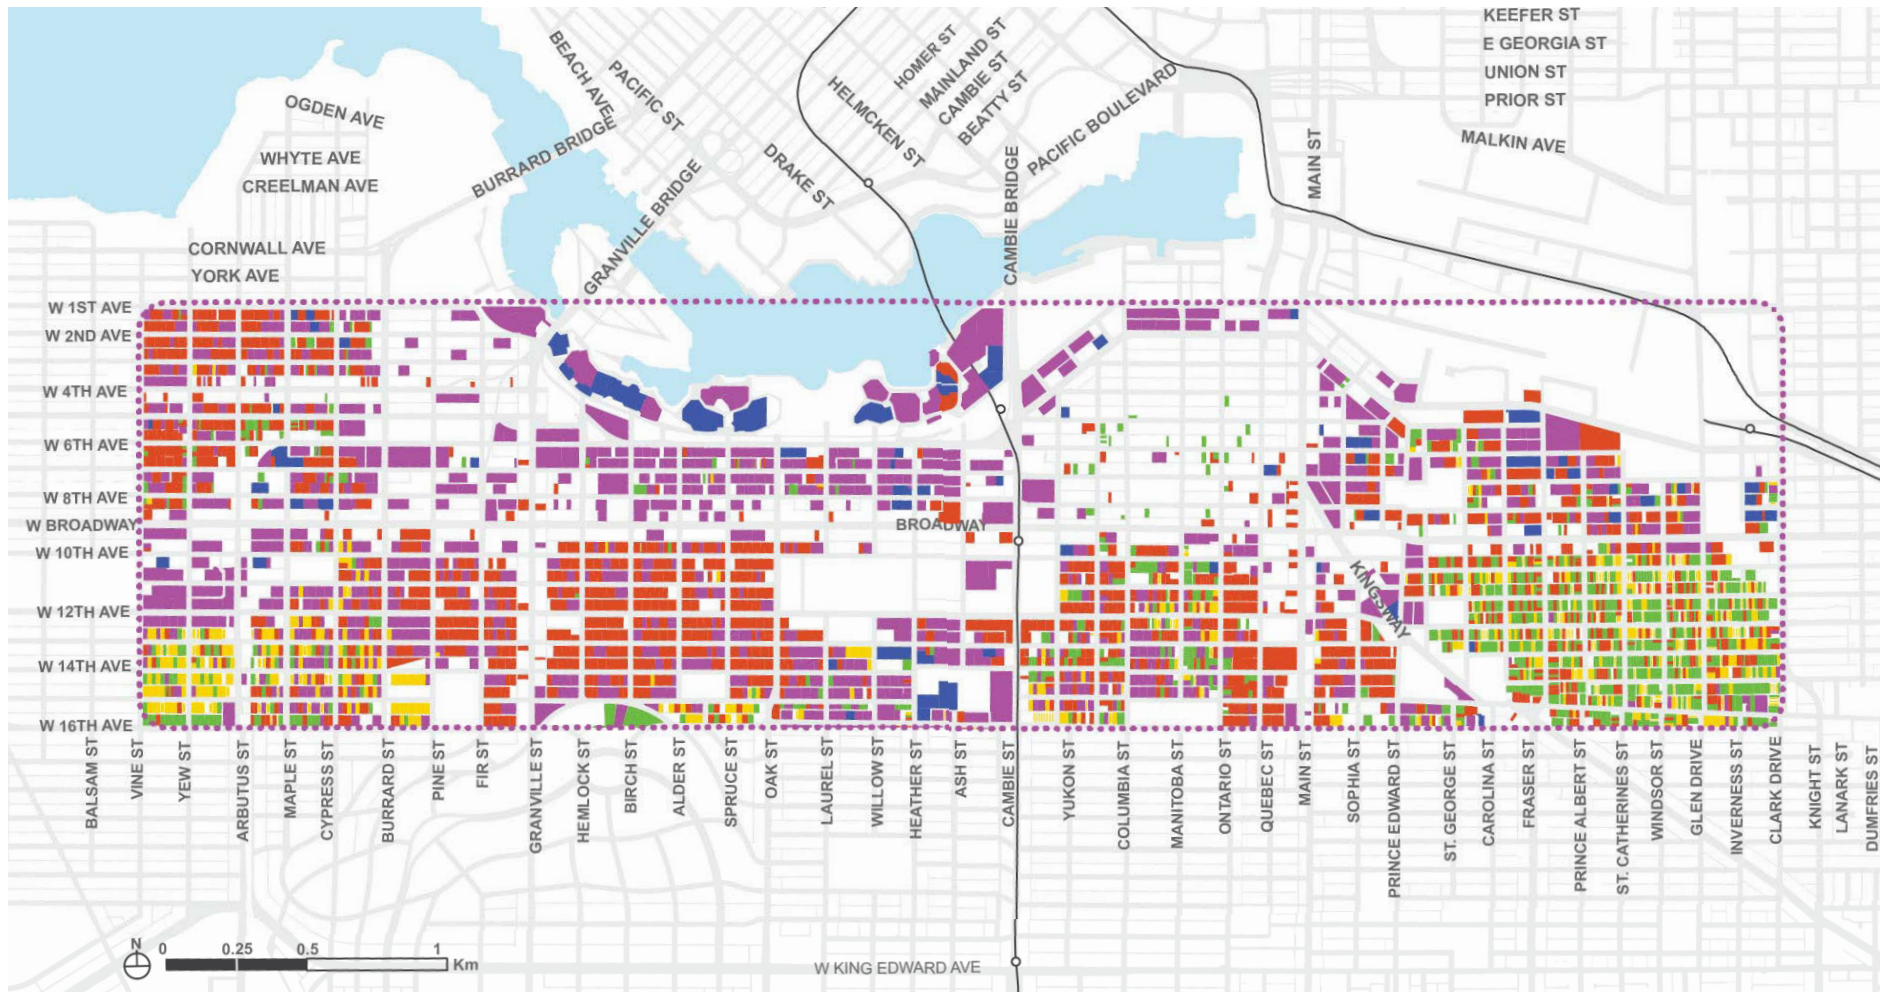 KEEFER ST
E GEORGIA ST
UNION ST
PRIOR ST
MALKIN AVE
MAIN ST
BEACH AVE
PACIFIC ST
HOMER ST
MAINLAND ST
CAMBIE ST
BEATTY ST
HELMCKEN ST
PACIFIC BOULEVARD
DRAKE ST
OGDEN AVE
WHYTE AVE
CREELMAN AVE
BURRARD BRIDGE
GRANVILLE BRIDGE
CAMBIE BRIDGE
CORNWALL AVE
YORK AVE
W 1ST AVE
W 2ND AVE
W 4TH AVE
W 6TH AVE
W 8TH AVE
W BROADWAY
BROADWAY
W 10TH AVE
W 12TH AVE
KINGSWAY
W 14TH AVE
W 16TH AVE
BALSAM ST
VINE ST
YEW ST
ARBUTUS ST
MAPLE ST
CYPRESS ST
BURRARD ST
PINE ST
FIR ST
GRANVILLE ST
HEMLOCK ST
BIRCH ST
ALDER ST
SPRUCE ST
OAK ST
LAUREL ST
WILLOW ST
HEATHER ST
ASH ST
CAMBIE ST
YUKON ST
COLUMBIA ST
MANITOBA ST
ONTARIO ST
QUEBEC ST
MAIN ST
SOPHIA ST
PRINCE EDWARD ST
ST. GEORGE ST
CAROLINA ST
FRASER ST
PRINCE ALBERT ST
ST. CATHERINES ST
WINDSOR ST
GLEN DRIVE
INVERNESS ST
CLARK DRIVE
KNIGHT ST
LANARK ST
DUMFRIES ST
N
0 0.25 0.5 1
Km
W KING EDWARD AVE